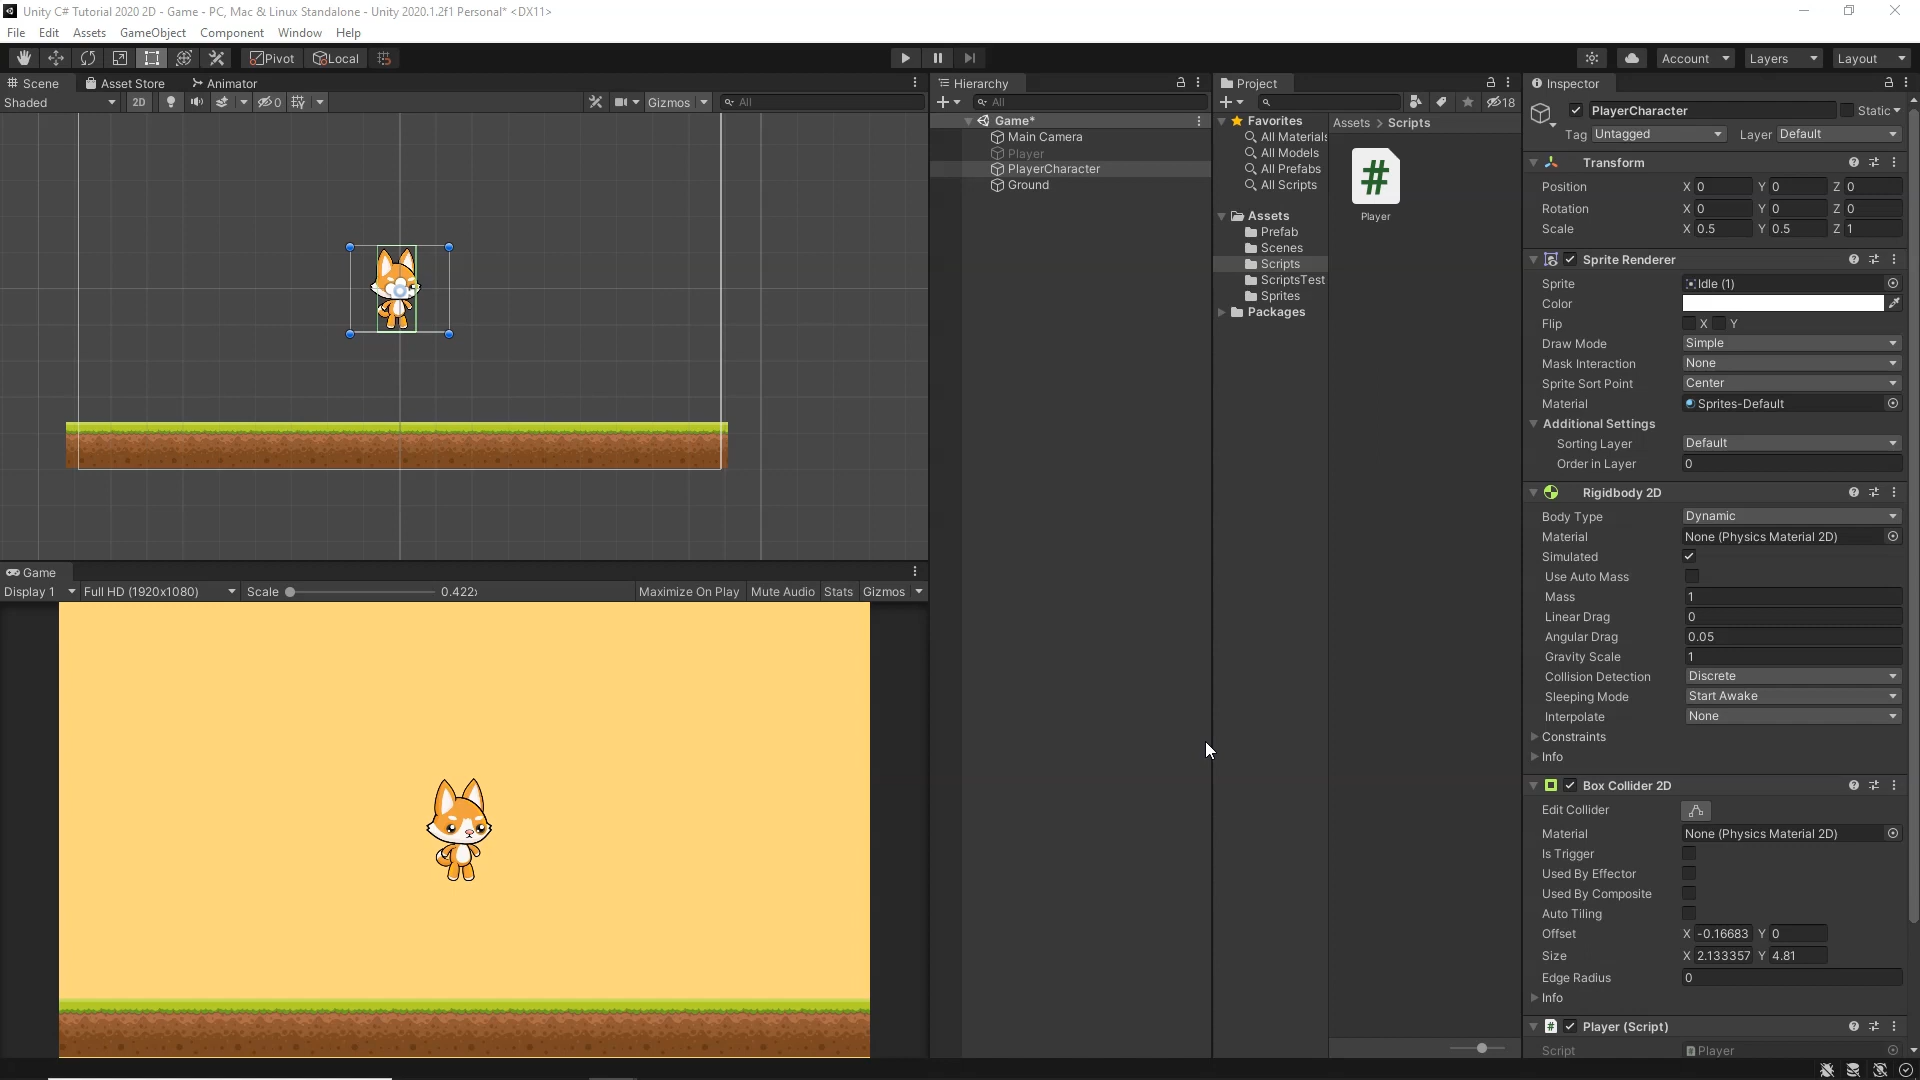 Unity C# Tutorial 2020 2D - Game - PC, Mac & Linux Standalone - Unity 2020.1.2f1 Personal* <DX11>
File Edit Assets GameObject Component Window Help
Pivot Local Account Layers Layout
Scene Asset Store Animator
Shaded 2D 0 Gizmos All
Game
Display 1 Full HD (1920x1080) Scale 0.422x Maximize On Play Mute Audio Stats Gizmos
Hierarchy
All
Game*
Main Camera
Player
PlayerCharacter
Ground
Project
18
Favorites
All Materials
All Models
All Prefabs
All Scripts
Assets
Prefab
Scenes
Scripts
ScriptsTest
Sprites
Packages
Assets > Scripts
#
Player
Inspector
PlayerCharacter Static
Tag Untagged Layer Default
Transform
Position X 0 Y 0 Z 0
Rotation X 0 Y 0 Z 0
Scale X 0.5 Y 0.5 Z 1
Sprite Renderer
Sprite Idle (1)
Color
Flip X Y
Draw Mode Simple
Mask Interaction None
Sprite Sort Point Center
Material Sprites-Default
Additional Settings
Sorting Layer Default
Order in Layer 0
Rigidbody 2D
Body Type Dynamic
Material None (Physics Material 2D)
Simulated
Use Auto Mass
Mass 1
Linear Drag 0
Angular Drag 0.05
Gravity Scale 1
Collision Detection Discrete
Sleeping Mode Start Awake
Interpolate None
Constraints
Info
Box Collider 2D
Edit Collider
Material None (Physics Material 2D)
Is Trigger
Used By Effector
Used By Composite
Auto Tiling
Offset X -0.16683 Y 0
Size X 2.133357 Y 4.81
Edge Radius 0
Info
# Player (Script)
Script Player